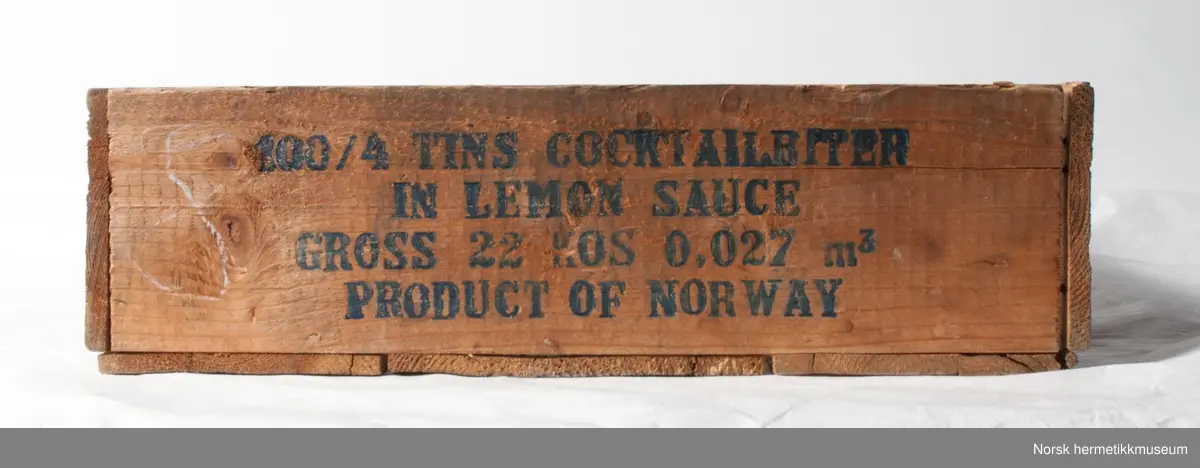 100/4 TINS COCKTAILBITER
IN LEMON SAUCE
GROSS 22 KOS 0,027 m³
PRODUCT OF NORWAY
Norsk hermetikkmuseum